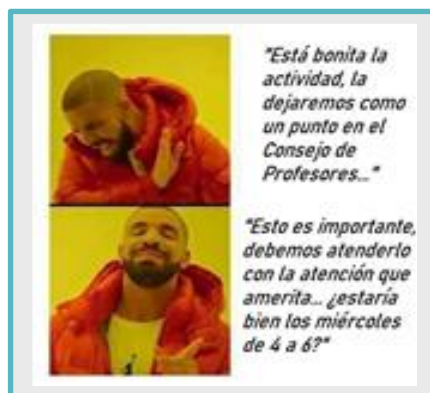 "Está bonita la
actividad, la
dejaremos como
un punto en el
Consejo de
Profesores..."
"Esto es importante,
debemos atenderlo
con la atención que
amerita... ¿estaría
bien los miércoles
de 4 a 6?"